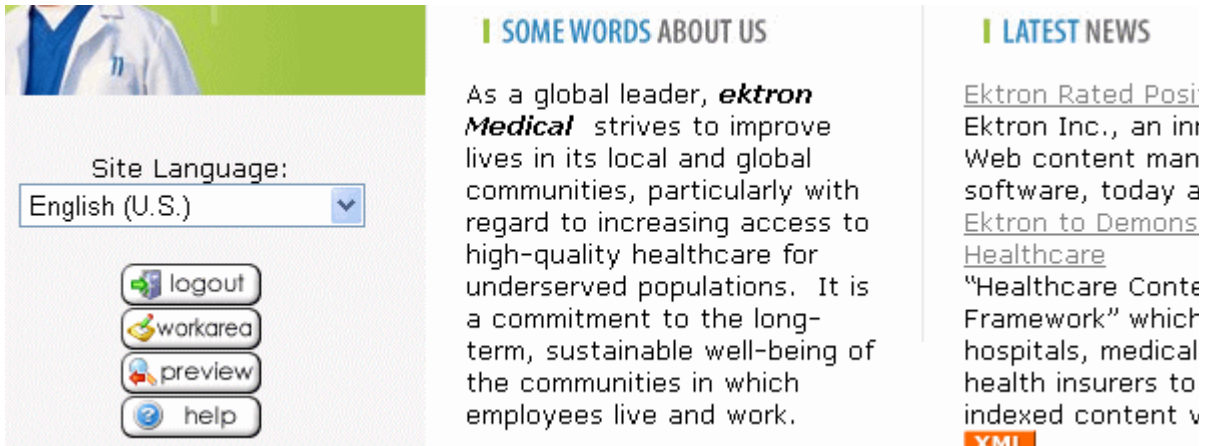 Site Language:
English (U.S.)
logout
workarea
preview
help
SOME WORDS ABOUT US
As a global leader, ektron
Medical strives to improve
lives in its local and global
communities, particularly with
regard to increasing access to
high-quality healthcare for
underserved populations. It is
a commitment to the long-
term, sustainable well-being of
the communities in which
employees live and work.
LATEST NEWS
Ektron Rated Posi
Ektron Inc., an in
Web content man
software, today a
Ektron to Demons
Healthcare
“Healthcare Conte
Framework” which
hospitals, medical
health insurers to
indexed content v
XML